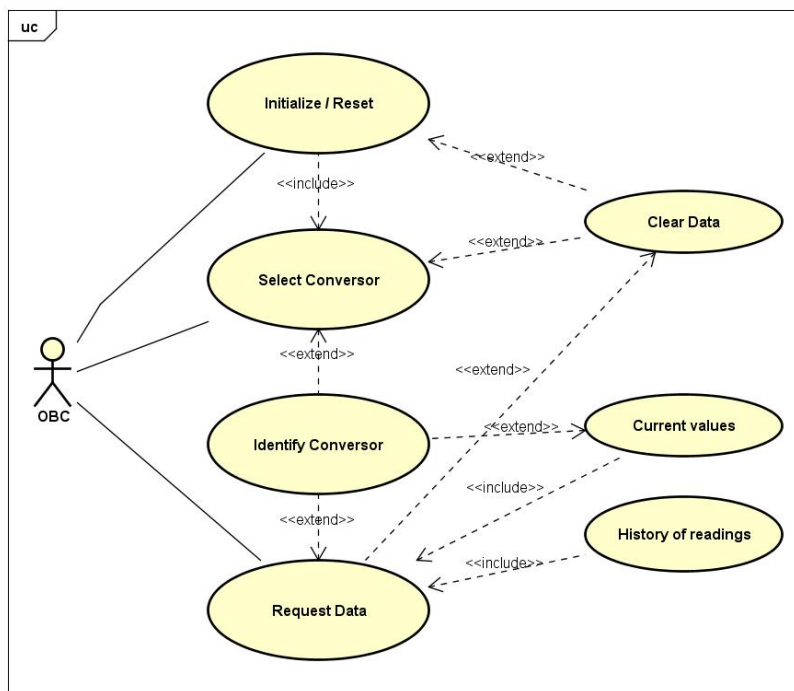 uc
Initialize / Reset
<<extend>>
<<include>>
Clear Data
<<extend>>
Select Conversor
<<extend>>
<<extend>>
OBC
Current values
<<extend>>
Identify Conversor
<<include>>
<<extend>>
History of readings
<<include>>
Request Data